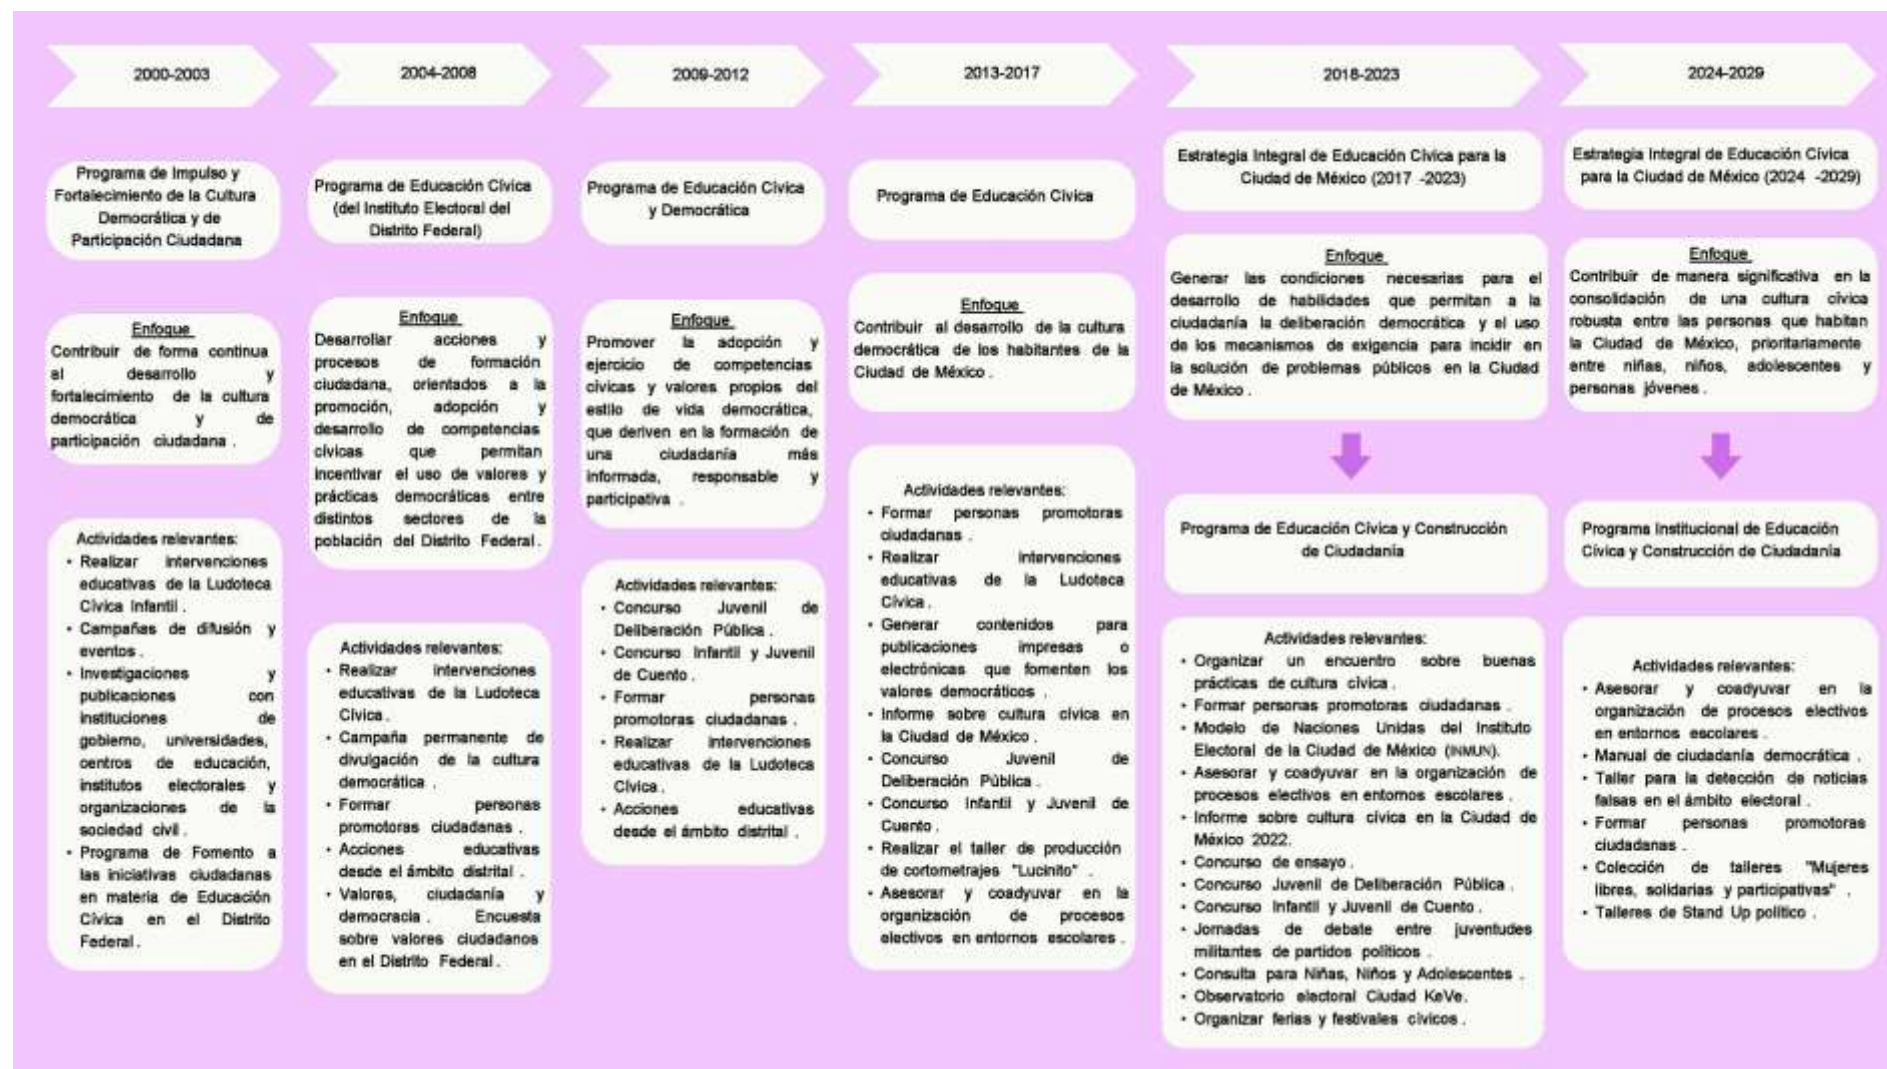 2000-2003
Programa de Impulso y
Fortalecimiento de la Cultura
Democrática y de
Participación Ciudadana
Enfoque
Contribuir de forma continua
al desarrollo y
fortalecimiento de la cultura
democrática y de
participación ciudadana .
Actividades relevantes:
• Realizar intervenciones
educativas de la Ludoteca
Cívica Infantil .
• Campañas de difusión y
eventos .
• Investigaciones y
publicaciones con
instituciones de
gobierno, universidades,
centros de educación,
institutos electorales y
organizaciones de la
sociedad civil .
• Programa de Fomento a
las iniciativas ciudadanas
en materia de Educación
Cívica en el Distrito
Federal .
2004-2008
Programa de Educación Cívica
(del Instituto Electoral del
Distrito Federal)
Enfoque
Desarrollar acciones y
procesos de formación
ciudadana, orientados a la
promoción, adopción y
desarrollo de competencias
cívicas que permitan
incentivar el uso de valores y
prácticas democráticas entre
distintos sectores de la
población del Distrito Federal .
Actividades relevantes:
• Realizar intervenciones
educativas de la Ludoteca
Cívica .
• Campaña permanente de
divulgación de la cultura
democrática .
• Formar personas
promotoras ciudadanas .
• Acciones educativas
desde el ámbito distrital .
• Valores, ciudadanía y
democracia . Encuesta
sobre valores ciudadanos
en el Distrito Federal .
2009-2012
Programa de Educación Cívica
y Democrática
Enfoque
Promover la adopción y
ejercicio de competencias
cívicas y valores propios del
estilo de vida democrática,
que deriven en la formación de
una ciudadanía más
informada, responsable y
participativa .
Actividades relevantes:
• Concurso Juvenil de
Deliberación Pública .
• Concurso Infantil y Juvenil
de Cuento .
• Formar personas
promotoras ciudadanas .
• Realizar intervenciones
educativas de la Ludoteca
Cívica .
• Acciones educativas
desde el ámbito distrital .
2013-2017
Programa de Educación Cívica
Enfoque
Contribuir al desarrollo de la cultura
democrática de los habitantes de la
Ciudad de México .
Actividades relevantes:
• Formar personas promotoras
ciudadanas .
• Realizar intervenciones
educativas de la Ludoteca
Cívica .
• Generar contenidos para
publicaciones impresas o
electrónicas que fomenten los
valores democráticos .
• Informe sobre cultura cívica en
la Ciudad de México .
• Concurso Juvenil de
Deliberación Pública .
• Concurso Infantil y Juvenil de
Cuento .
• Realizar el taller de producción
de cortometrajes "Lucinito" .
• Asesorar y coadyuvar en la
organización de procesos
electivos en entornos escolares .
2018-2023
Estrategia Integral de Educación Cívica para la
Ciudad de México (2017 -2023)
Enfoque
Generar las condiciones necesarias para el
desarrollo de habilidades que permitan a la
ciudadanía la deliberación democrática y el uso
de los mecanismos de exigencia para incidir en
la solución de problemas públicos en la Ciudad
de México .
Programa de Educación Cívica y Construcción
de Ciudadanía
Actividades relevantes:
• Organizar un encuentro sobre buenas
prácticas de cultura cívica .
• Formar personas promotoras ciudadanas .
• Modelo de Naciones Unidas del Instituto
Electoral de la Ciudad de México (INMUN).
• Asesorar y coadyuvar en la organización de
procesos electivos en entornos escolares .
• Informe sobre cultura cívica en la Ciudad de
México 2022.
• Concurso de ensayo .
• Concurso Juvenil de Deliberación Pública .
• Concurso Infantil y Juvenil de Cuento .
• Jornadas de debate entre juventudes
militantes de partidos políticos .
• Consulta para Niñas, Niños y Adolescentes .
• Observatorio electoral Ciudad KeVe.
• Organizar ferias y festivales cívicos .
2024-2029
Estrategia Integral de Educación Cívica
para la Ciudad de México (2024 -2029)
Enfoque
Contribuir de manera significativa en la
consolidación de una cultura cívica
robusta entre las personas que habitan
la Ciudad de México, prioritariamente
entre niñas, niños, adolescentes y
personas jóvenes .
Programa Institucional de Educación
Cívica y Construcción de Ciudadanía
Actividades relevantes:
• Asesorar y coadyuvar en la
organización de procesos electivos
en entornos escolares .
• Manual de ciudadanía democrática .
• Taller para la detección de noticias
falsas en el ámbito electoral .
• Formar personas promotoras
ciudadanas .
• Colección de talleres "Mujeres
libres, solidarias y participativas" .
• Talleres de Stand Up político .